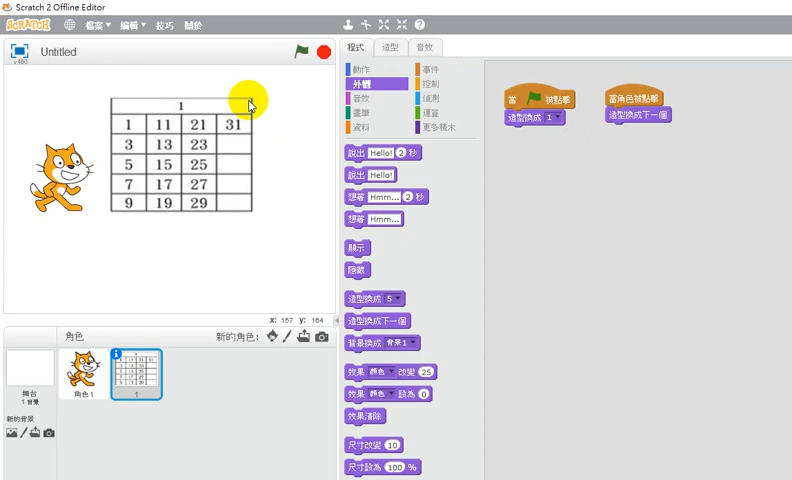 Scratch 2 Offline Editor
SCRATCH 檔案 編輯 技巧 關於
v460 Untitled
1
1 11 21 31
3 13 23
5 15 25
7 17 27
9 19 29
x: 157 y: 164
角色 新的角色:
舞台
1 背景
新的背景
角色1
1
程式 造型 音效
動作 事件
外觀 控制
音效 偵測
畫筆 運算
資料 更多積木
說出 Hello! 2 秒
說出 Hello!
想著 Hmm... 2 秒
想著 Hmm...
顯示
隱藏
造型換成 5
造型換成下一個
背景換成 背景1
效果 顏色 改變 25
效果 顏色 設為 0
效果清除
尺寸改變 10
尺寸設為 100 %
當 被點擊
造型換成 1
當角色被點擊
造型換成下一個